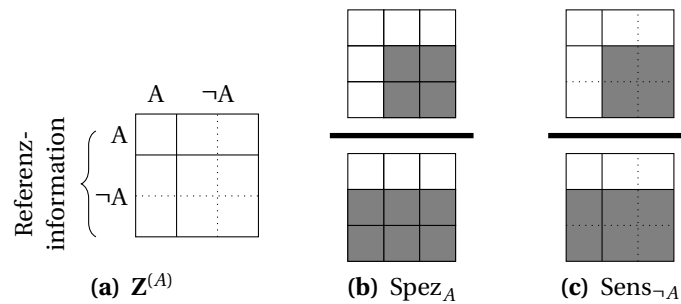 A ¬A
A
¬A
Referenz-
information
(a) Z^(A)
(b) Spez_A
(c) Sens_¬A